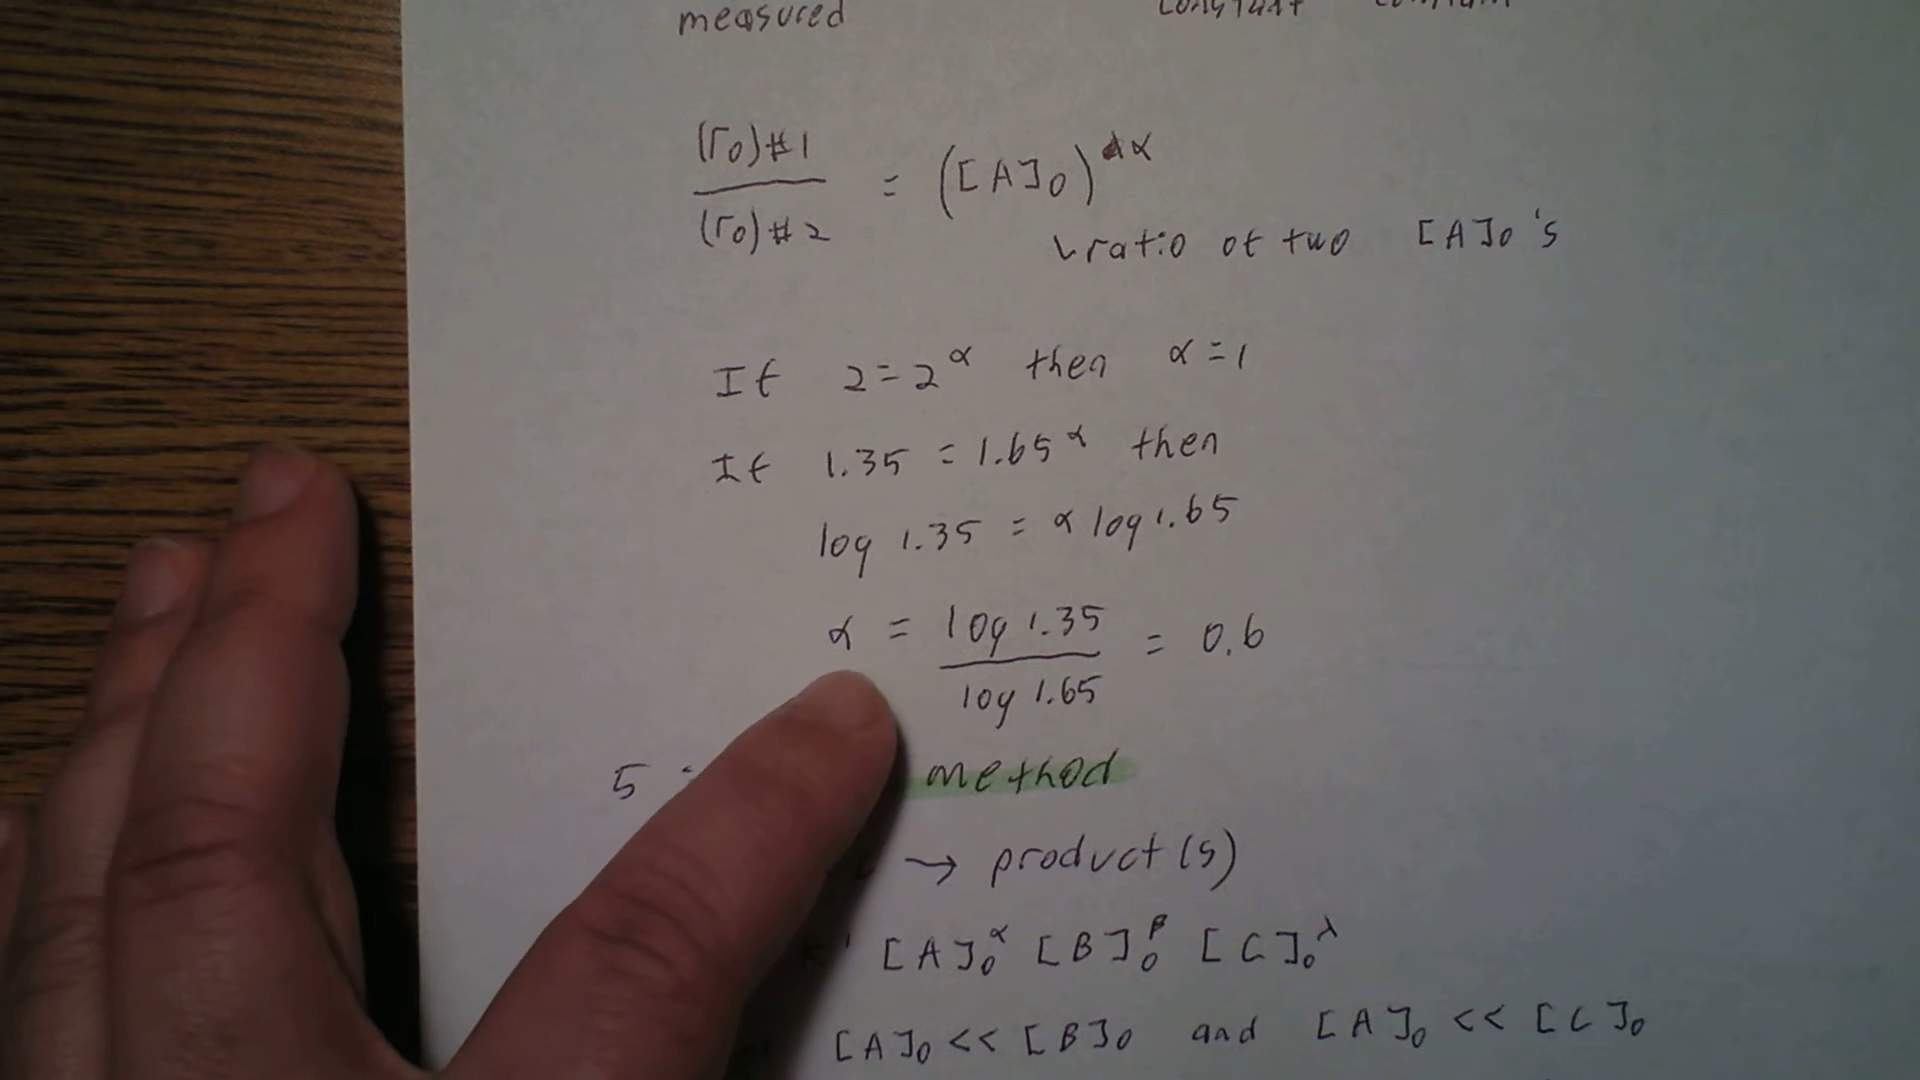 measured constant
(r₀)#1 / (r₀)#2 = ([A]₀)^α
ratio of two [A]₀'s
If 2=2^α then α=1
If 1.35 = 1.65^α then
log 1.35 = α log 1.65
α = log 1.35 / log 1.65 = 0.6
5 method
→ product(s)
[A]₀^α [B]₀^β [C]₀^λ
[A]₀ << [B]₀ and [A]₀ << [C]₀